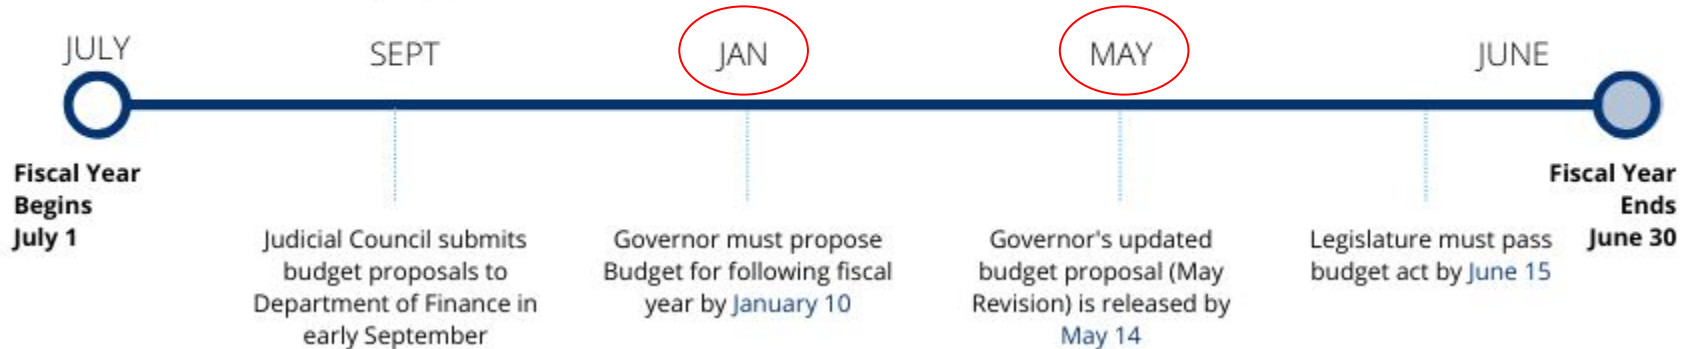 JULY
SEPT
JAN
MAY
JUNE
Fiscal Year
Begins
July 1
Judicial Council submits
budget proposals to
Department of Finance in
early September
Governor must propose
Budget for following fiscal
year by January 10
Governor's updated
budget proposal (May
Revision) is released by
May 14
Legislature must pass
budget act by June 15
Fiscal Year
Ends
June 30